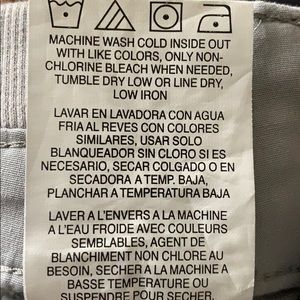 MACHINE WASH COLD INSIDE OUT
WITH LIKE COLORS, ONLY NON-
CHLORINE BLEACH WHEN NEEDED,
TUMBLE DRY LOW OR LINE DRY,
LOW IRON
LAVAR EN LAVADORA CON AGUA
FRIA AL REVES CON COLORES
SIMILARES, USAR SOLO
BLANQUEADOR SIN CLORO SI ES
NECESARIO, SECAR COLGADO O EN
SECADORA A TEMP. BAJA,
PLANCHAR A TEMPERATURA BAJA
LAVER A L'ENVERS A LA MACHINE
A L'EAU FROIDE AVEC COULEURS
SEMBLABLES, AGENT DE
BLANCHIMENT NON CHLORE AU
BESOIN, SECHER A LA MACHINE A
BASSE TEMPERATURE OU
SUSPENDRE POUR SECHER,